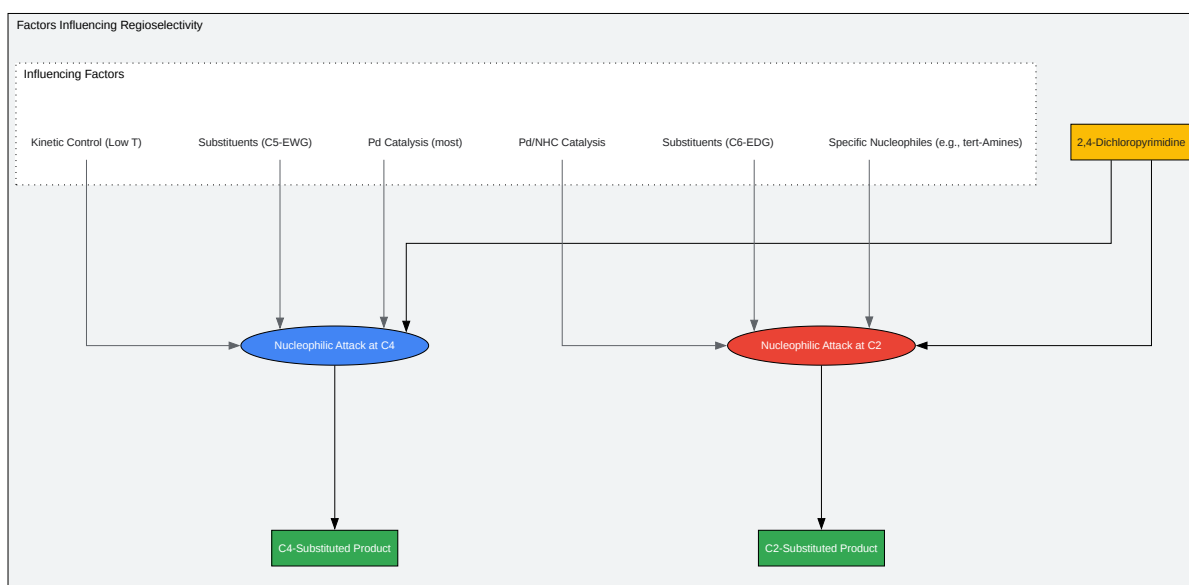 Factors Influencing Regioselectivity
Influencing Factors
Kinetic Control (Low T)
Substituents (C5-EWG)
Pd Catalysis (most)
Pd/NHC Catalysis
Substituents (C6-EDG)
Specific Nucleophiles (e.g., tert-Amines)
2,4-Dichloropyrimidine
Nucleophilic Attack at C4
Nucleophilic Attack at C2
C4-Substituted Product
C2-Substituted Product